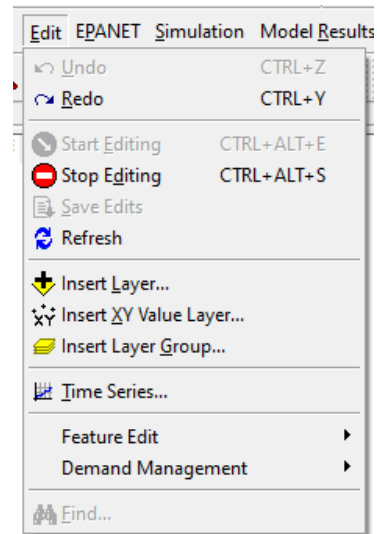 Edit EPANET Simulation Model Results
Undo CTRL+Z
Redo CTRL+Y
Start Editing CTRL+ALT+E
Stop Editing CTRL+ALT+S
Save Edits
Refresh
Insert Layer...
Insert XY Value Layer...
Insert Layer Group...
Time Series...
Feature Edit
Demand Management
Find...